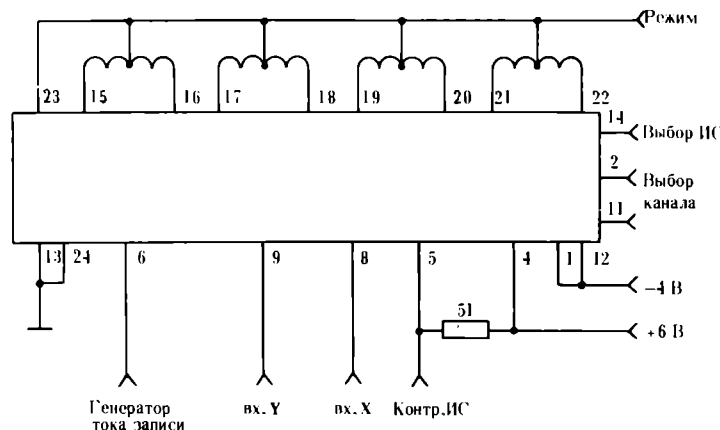 Режим
23 15 16 17 18 19 20 21 22
14
Выбор ИС
2
Выбор
канала
11
13 24 6 9 8 5 4 1 12
–4 В
51
+6 В
Генератор
тока записи
вх. Y
вх. X
Контр. ИС